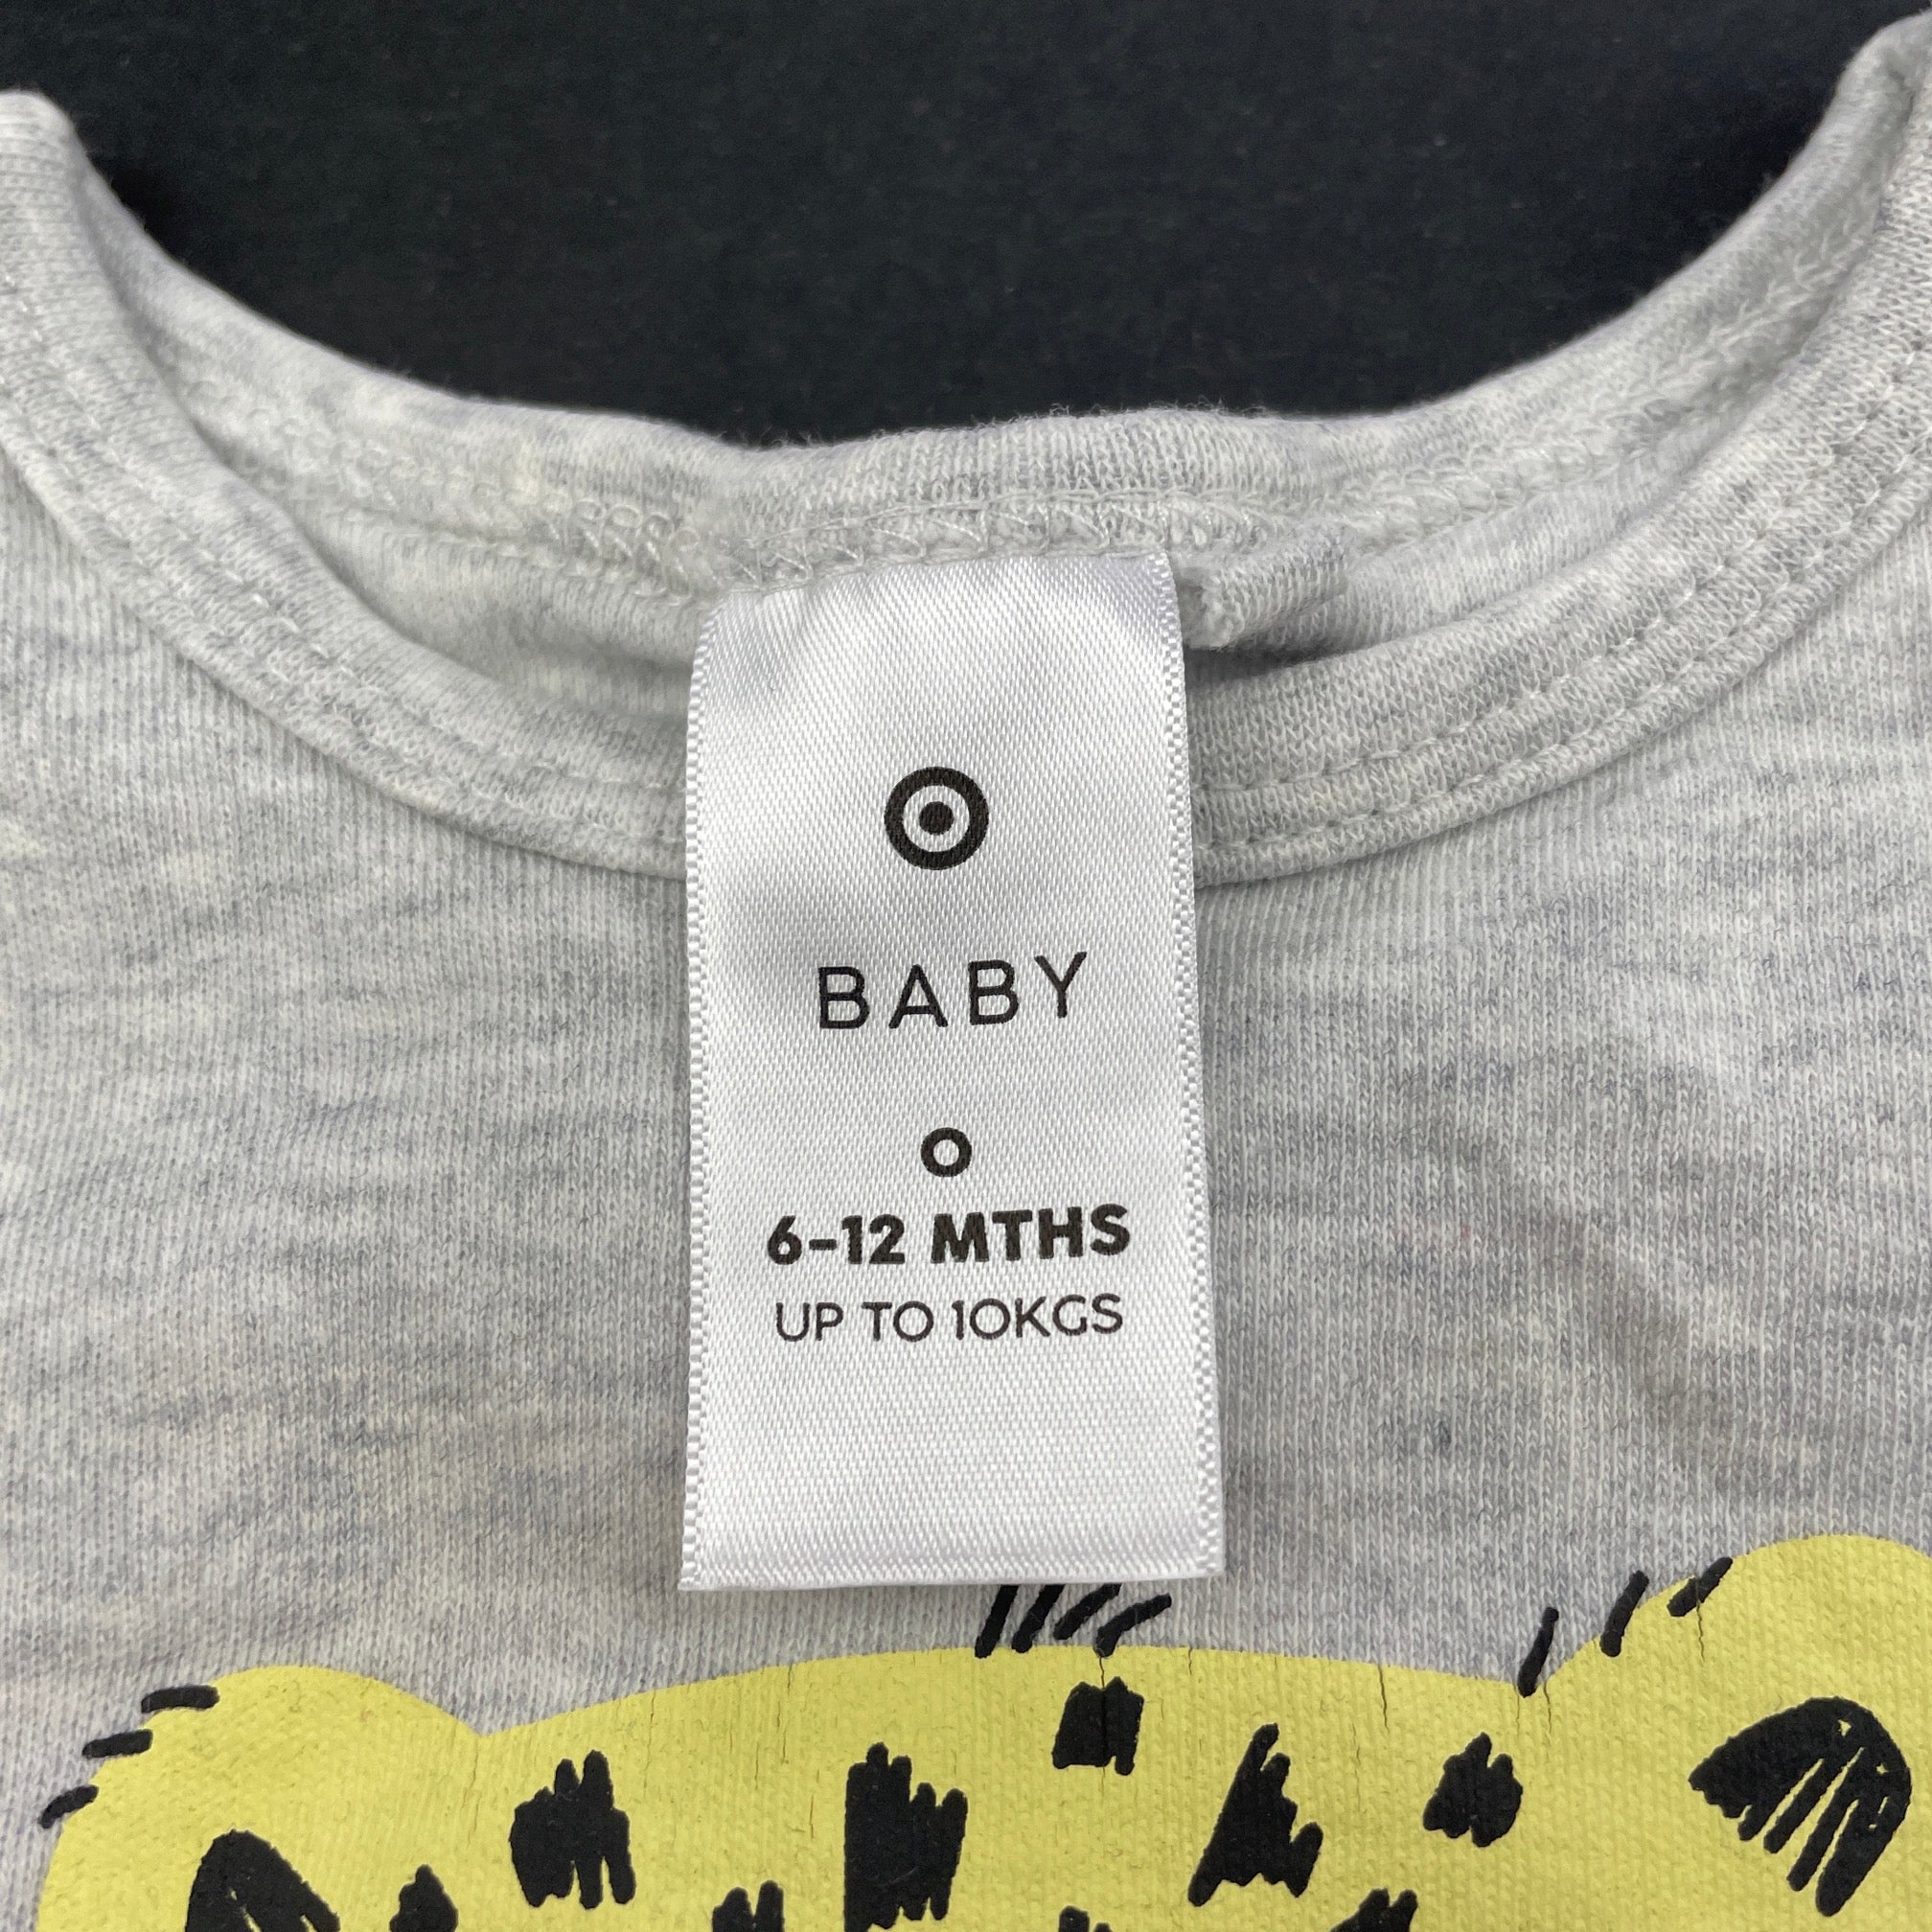 BABY
0
6-12 MTHS
UP TO 10KGS